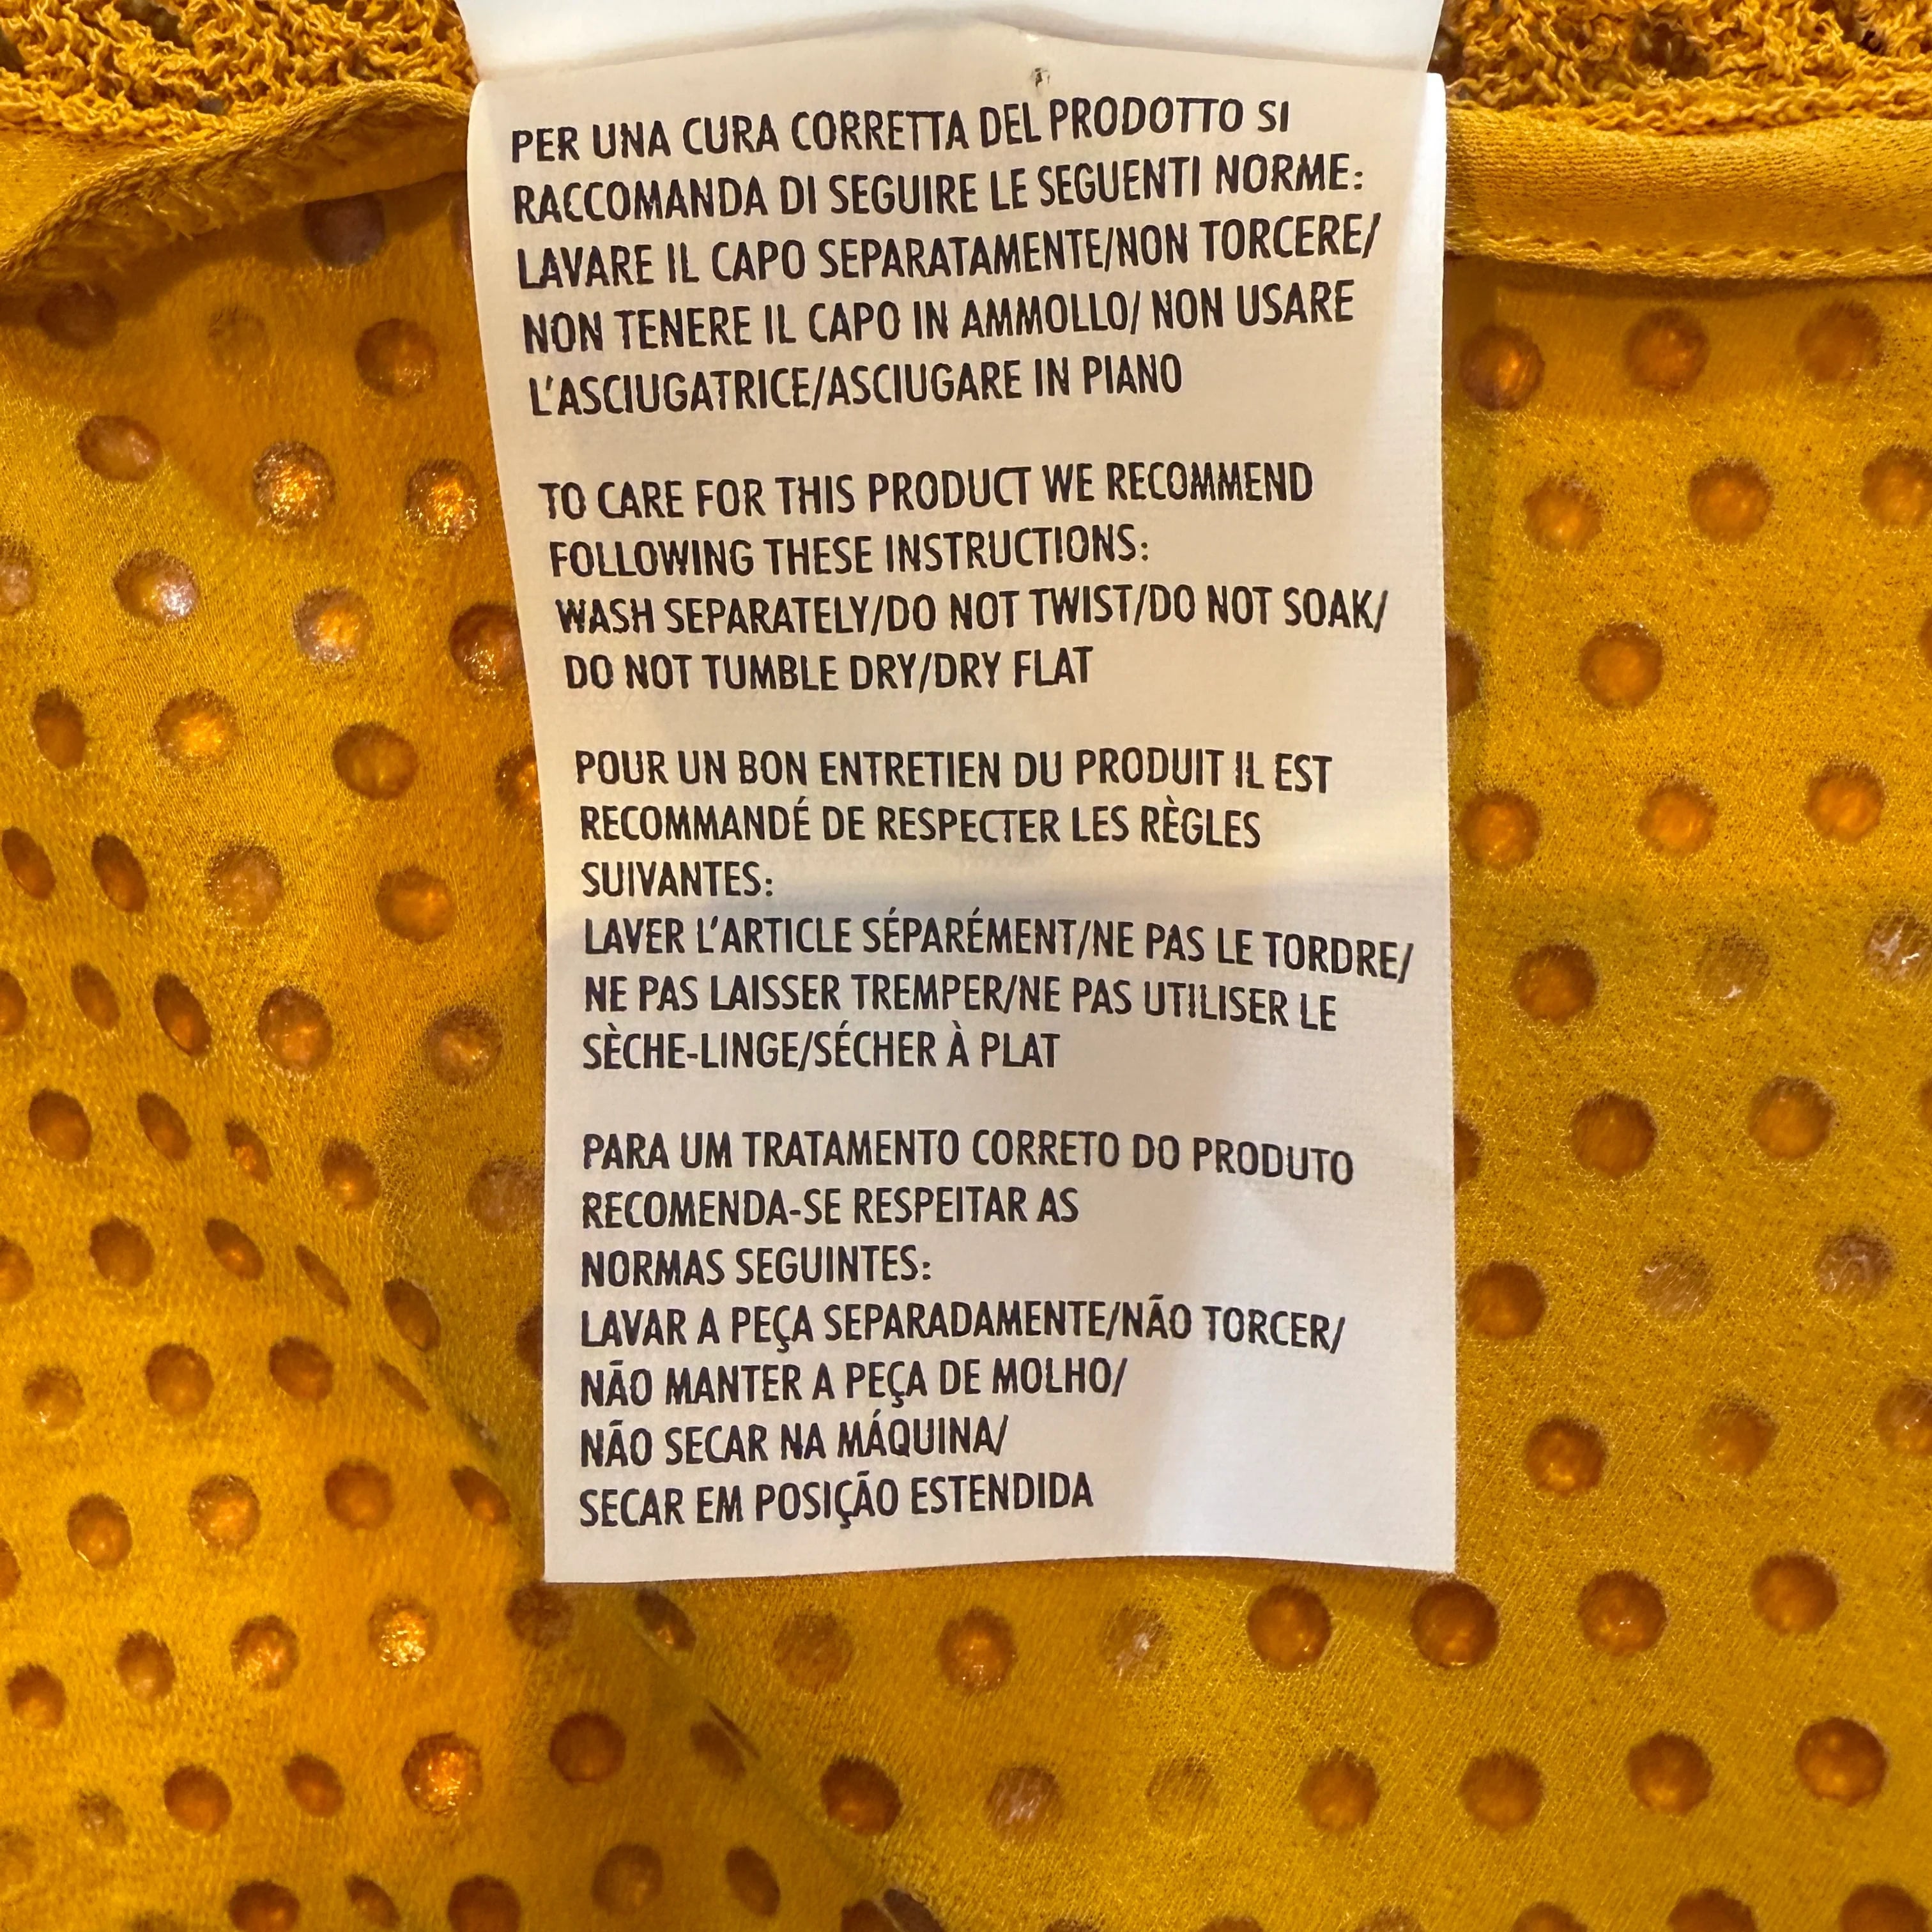 PER UNA CURA CORRETTA DEL PRODOTTO SI
RACCOMANDA DI SEGUIRE LE SEGUENTI NORME:
LAVARE IL CAPO SEPARATAMENTE/NON TORCERE/
NON TENERE IL CAPO IN AMMOLLO/ NON USARE
L'ASCIUGATRICE/ASCIUGARE IN PIANO
TO CARE FOR THIS PRODUCT WE RECOMMEND
FOLLOWING THESE INSTRUCTIONS:
WASH SEPARATELY/DO NOT TWIST/DO NOT SOAK/
DO NOT TUMBLE DRY/DRY FLAT
POUR UN BON ENTRETIEN DU PRODUIT IL EST
RECOMMANDÉ DE RESPECTER LES RÈGLES
SUIVANTES:
LAVER L'ARTICLE SÉPARÉMENT/NE PAS LE TORDRE/
NE PAS LAISSER TREMPER/NE PAS UTILISER LE
SÈCHE-LINGE/SÉCHER À PLAT
PARA UM TRATAMENTO CORRETO DO PRODUTO
RECOMENDA-SE RESPEITAR AS
NORMAS SEGUINTES:
LAVAR A PEÇA SEPARADAMENTE/NÃO TORCER/
NÃO MANTER A PEÇA DE MOLHO/
NÃO SECAR NA MÁQUINA/
SECAR EM POSIÇÃO ESTENDIDA